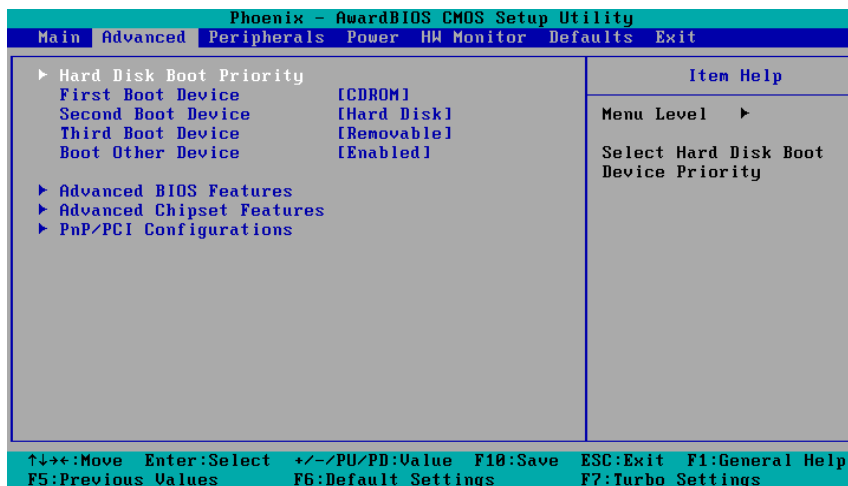 Phoenix - AwardBIOS CMOS Setup Utility
Main Advanced Peripherals Power HW Monitor Defaults Exit
▶ Hard Disk Boot Priority
First Boot Device [CDROM]
Second Boot Device [Hard Disk]
Third Boot Device [Removable]
Boot Other Device [Enabled]
▶ Advanced BIOS Features
▶ Advanced Chipset Features
▶ PnP/PCI Configurations
Item Help
Menu Level ▶
Select Hard Disk Boot
Device Priority
↑↓→←:Move Enter:Select +/-/PU/PD:Value F10:Save ESC:Exit F1:General Help
F5:Previous Values F6:Default Settings F7:Turbo Settings